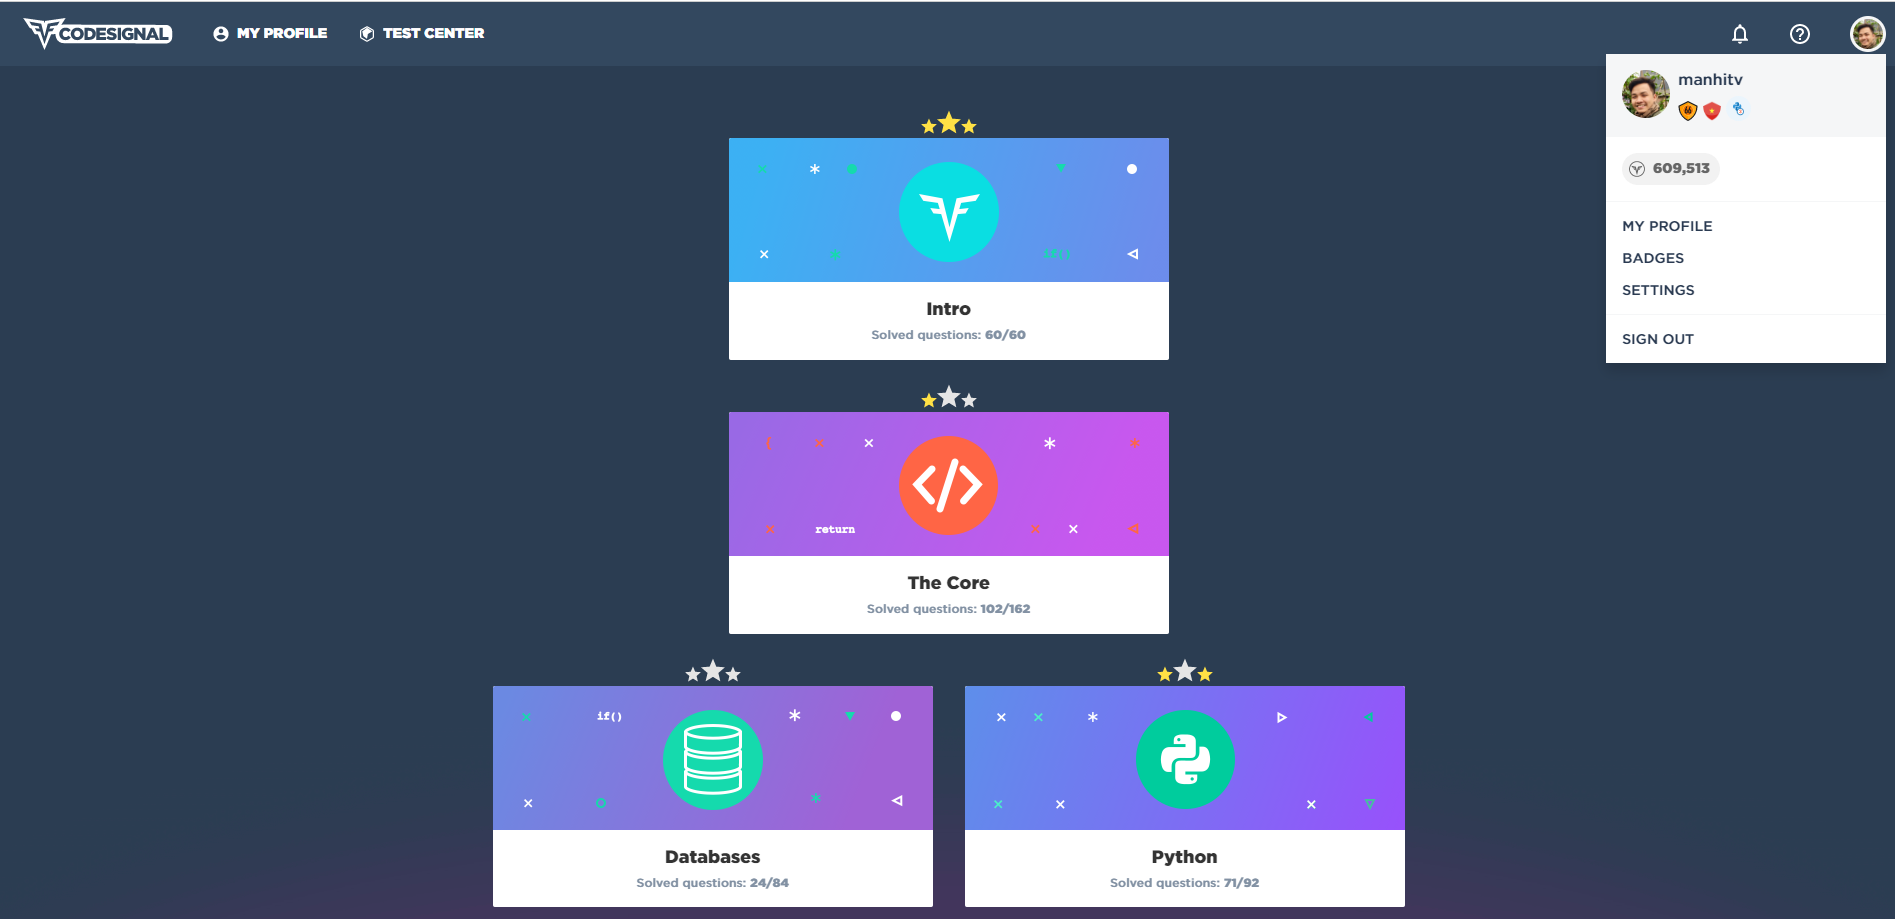 CODESIGNAL
MY PROFILE
TEST CENTER
manhitv
609,513
MY PROFILE
BADGES
SETTINGS
SIGN OUT
if()
Intro
Solved questions: 60/60
return
The Core
Solved questions: 102/162
if()
Databases
Solved questions: 24/84
Python
Solved questions: 71/92